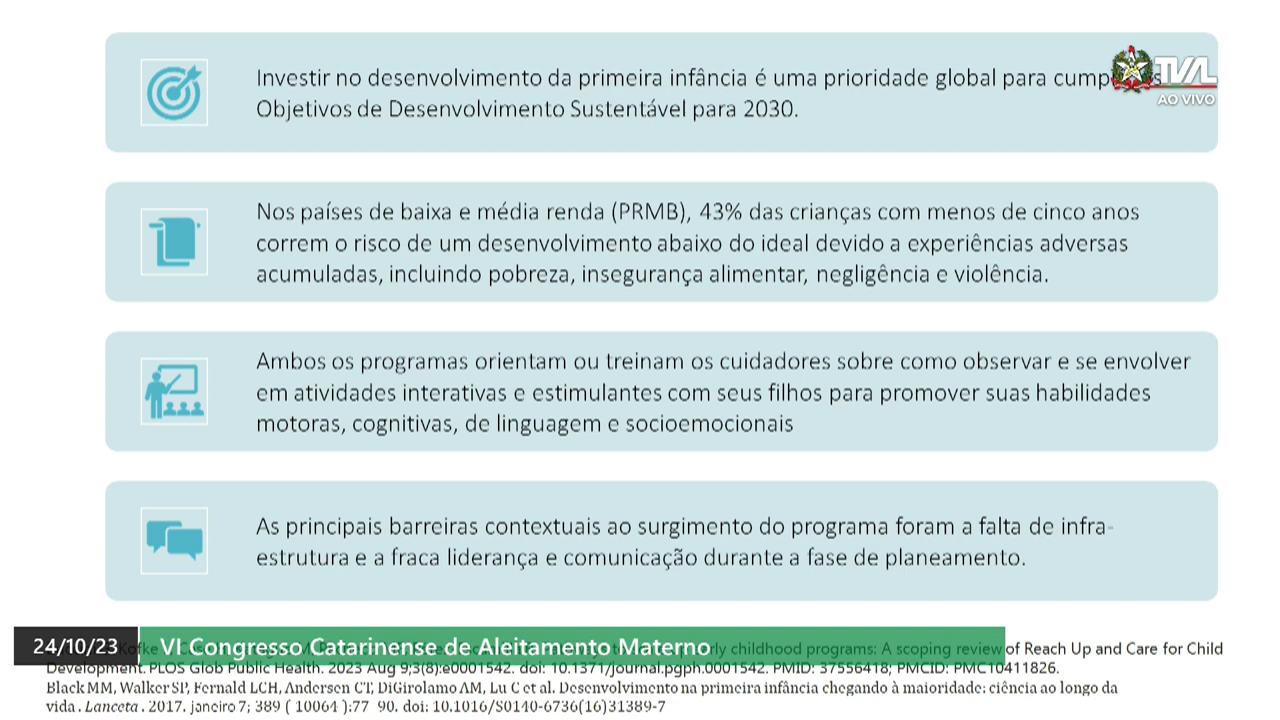 Investir no desenvolvimento da primeira infância é uma prioridade global para
Objetivos de Desenvolvimento Sustentável para 2030.
TVAL
AO VIVO
Nos países de baixa e média renda (PRMB), 43% das crianças com menos de cinco anos
correm o risco de um desenvolvimento abaixo do ideal devido a experiências adversas
acumuladas, incluindo pobreza, insegurança alimentar, negligência e violência.
Ambos os programas orientam ou treinam os cuidadores sobre como observar e se envolver
em atividades interativas e estimulantes com seus filhos para promover suas habilidades
motoras, cognitivas, de linguagem e socioemocionais
As principais barreiras contextuais ao surgimento do programa foram a falta de infra-
estrutura e a fraca liderança e comunicação durante a fase de planeamento.
24/10/23
VI Congresso Catarinense de Aleitamento Materno
childhood programs: A scoping review of Reach Up and Care for Child
Development. PLOS Glob Public Health. 2023 Aug 9;3(8):e0001542. doi: 10.1371/journal.pgph.0001542. PMID: 37556418; PMCID: PMC10411826.
Black MM, Walker SP, Fernald LCH, Andersen CT, DiGirolamo AM, Lu C et al. Desenvolvimento na primeira infância chegando à maioridade: ciência ao longo da
vida . Lanceta . 2017. janeiro 7; 389 ( 10064 ):77 90. doi: 10.1016/S0140-6736(16)31389-7